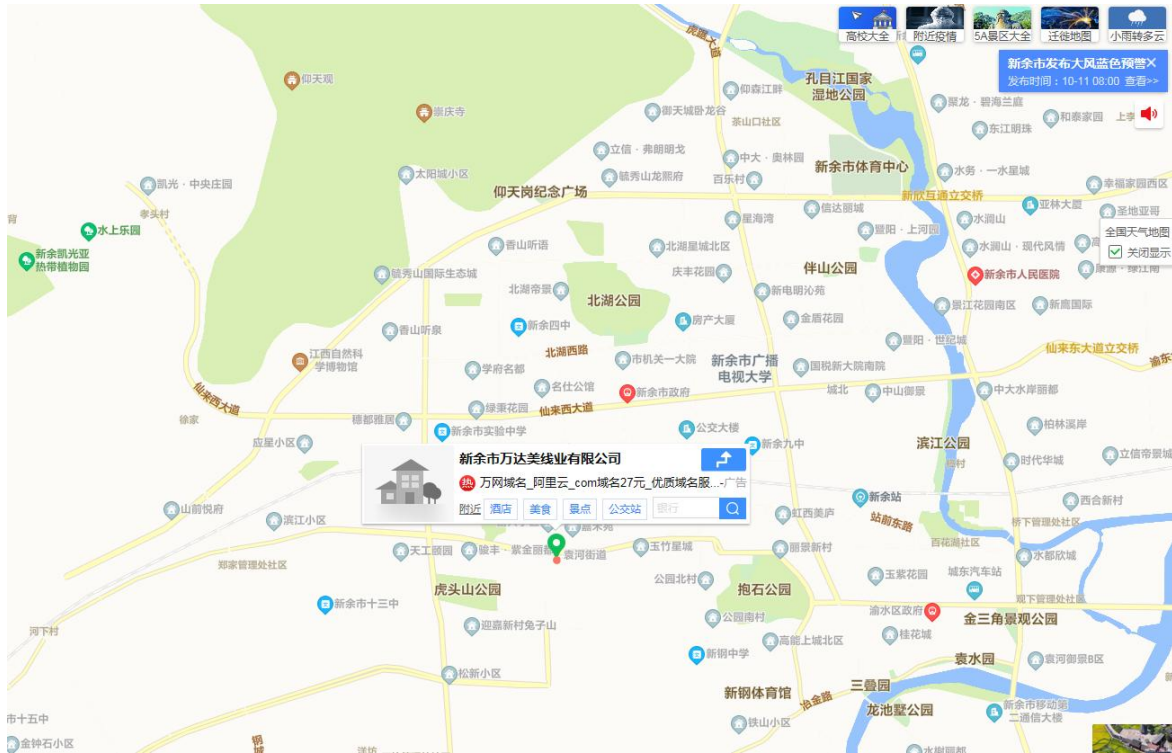 高校大全
附近疫情
5A景区大全
迁徙地图
小雨转多云
新余市发布大风蓝色预警
发布时间：10-11 08:00 查看>>
虎瞻大道
仰天观
孔目江国家
湿地公园
仰森江畔
聚龙·碧海兰庭
崇庆寺
御天城卧龙谷
茶山口社区
和泰家园
东江明珠
立信·弗朗明戈
中大·奥林园
新余市体育中心
水务·一水星城
太阳城小区
毓秀山龙熙府
百乐村
凯光·中央庄园
仰天岗纪念广场
新欣互通立交桥
幸福家园西区
孝头村
信达丽城
亚林大厦
圣地亚哥
水上乐园
星海湾
暨阳·上河园
水涧山
全国天气地图
香山听语
北湖星城北区
水涧山·现代风情
关闭显示
新余凯光亚
热带植物园
毓秀山国际生态城
庆丰花园
伴山公园
新余市人民医院
北湖帝景
北湖公园
新电明沁苑
景江花园南区
新鹰国际
香山听泉
新余四中
房产大厦
金盾花园
暨阳·世纪城
仙来东大道立交桥
江西自然科
学博物馆
北湖西路
市机关一大院
新余市广播
电视大学
国税新大院南院
学府名都
名仕公馆
新余市政府
城北
中山御景
中大水岸丽都
仙来西大道
绿秉花园
仙来西大道
徐家
穗都雅居
新余市实验中学
公交大楼
柏林溪岸
应星小区
新余九中
滨江公园
新余市万达美线业有限公司
万网域名_阿里云_com域名27元_优质域名服...-广告
附近
酒店
美食
景点
公交站
银行
时代华城
立信帝景城
新余站
站前东路
西合新村
山前悦府
滨江小区
虹西美庐
桥下管理处社区
天工颐园
骏丰·紫金丽都
袁河街道
玉竹星城
丽景新村
百花湖社区
水都欣城
郑家管理处社区
公园北村
抱石公园
玉紫花园
城东汽车站
虎头山公园
新余市十三中
渝水区政府
金三角景观公园
河下村
迎嘉新村兔子山
公园南村
高能上城北区
桂花城
新钢中学
袁水园
袁河御景B区
松新小区
新钢体育馆
冶金路
三叠园
龙池墅公园
新余市移动第
二通信大楼
市十五中
铁山小区
金钟石小区